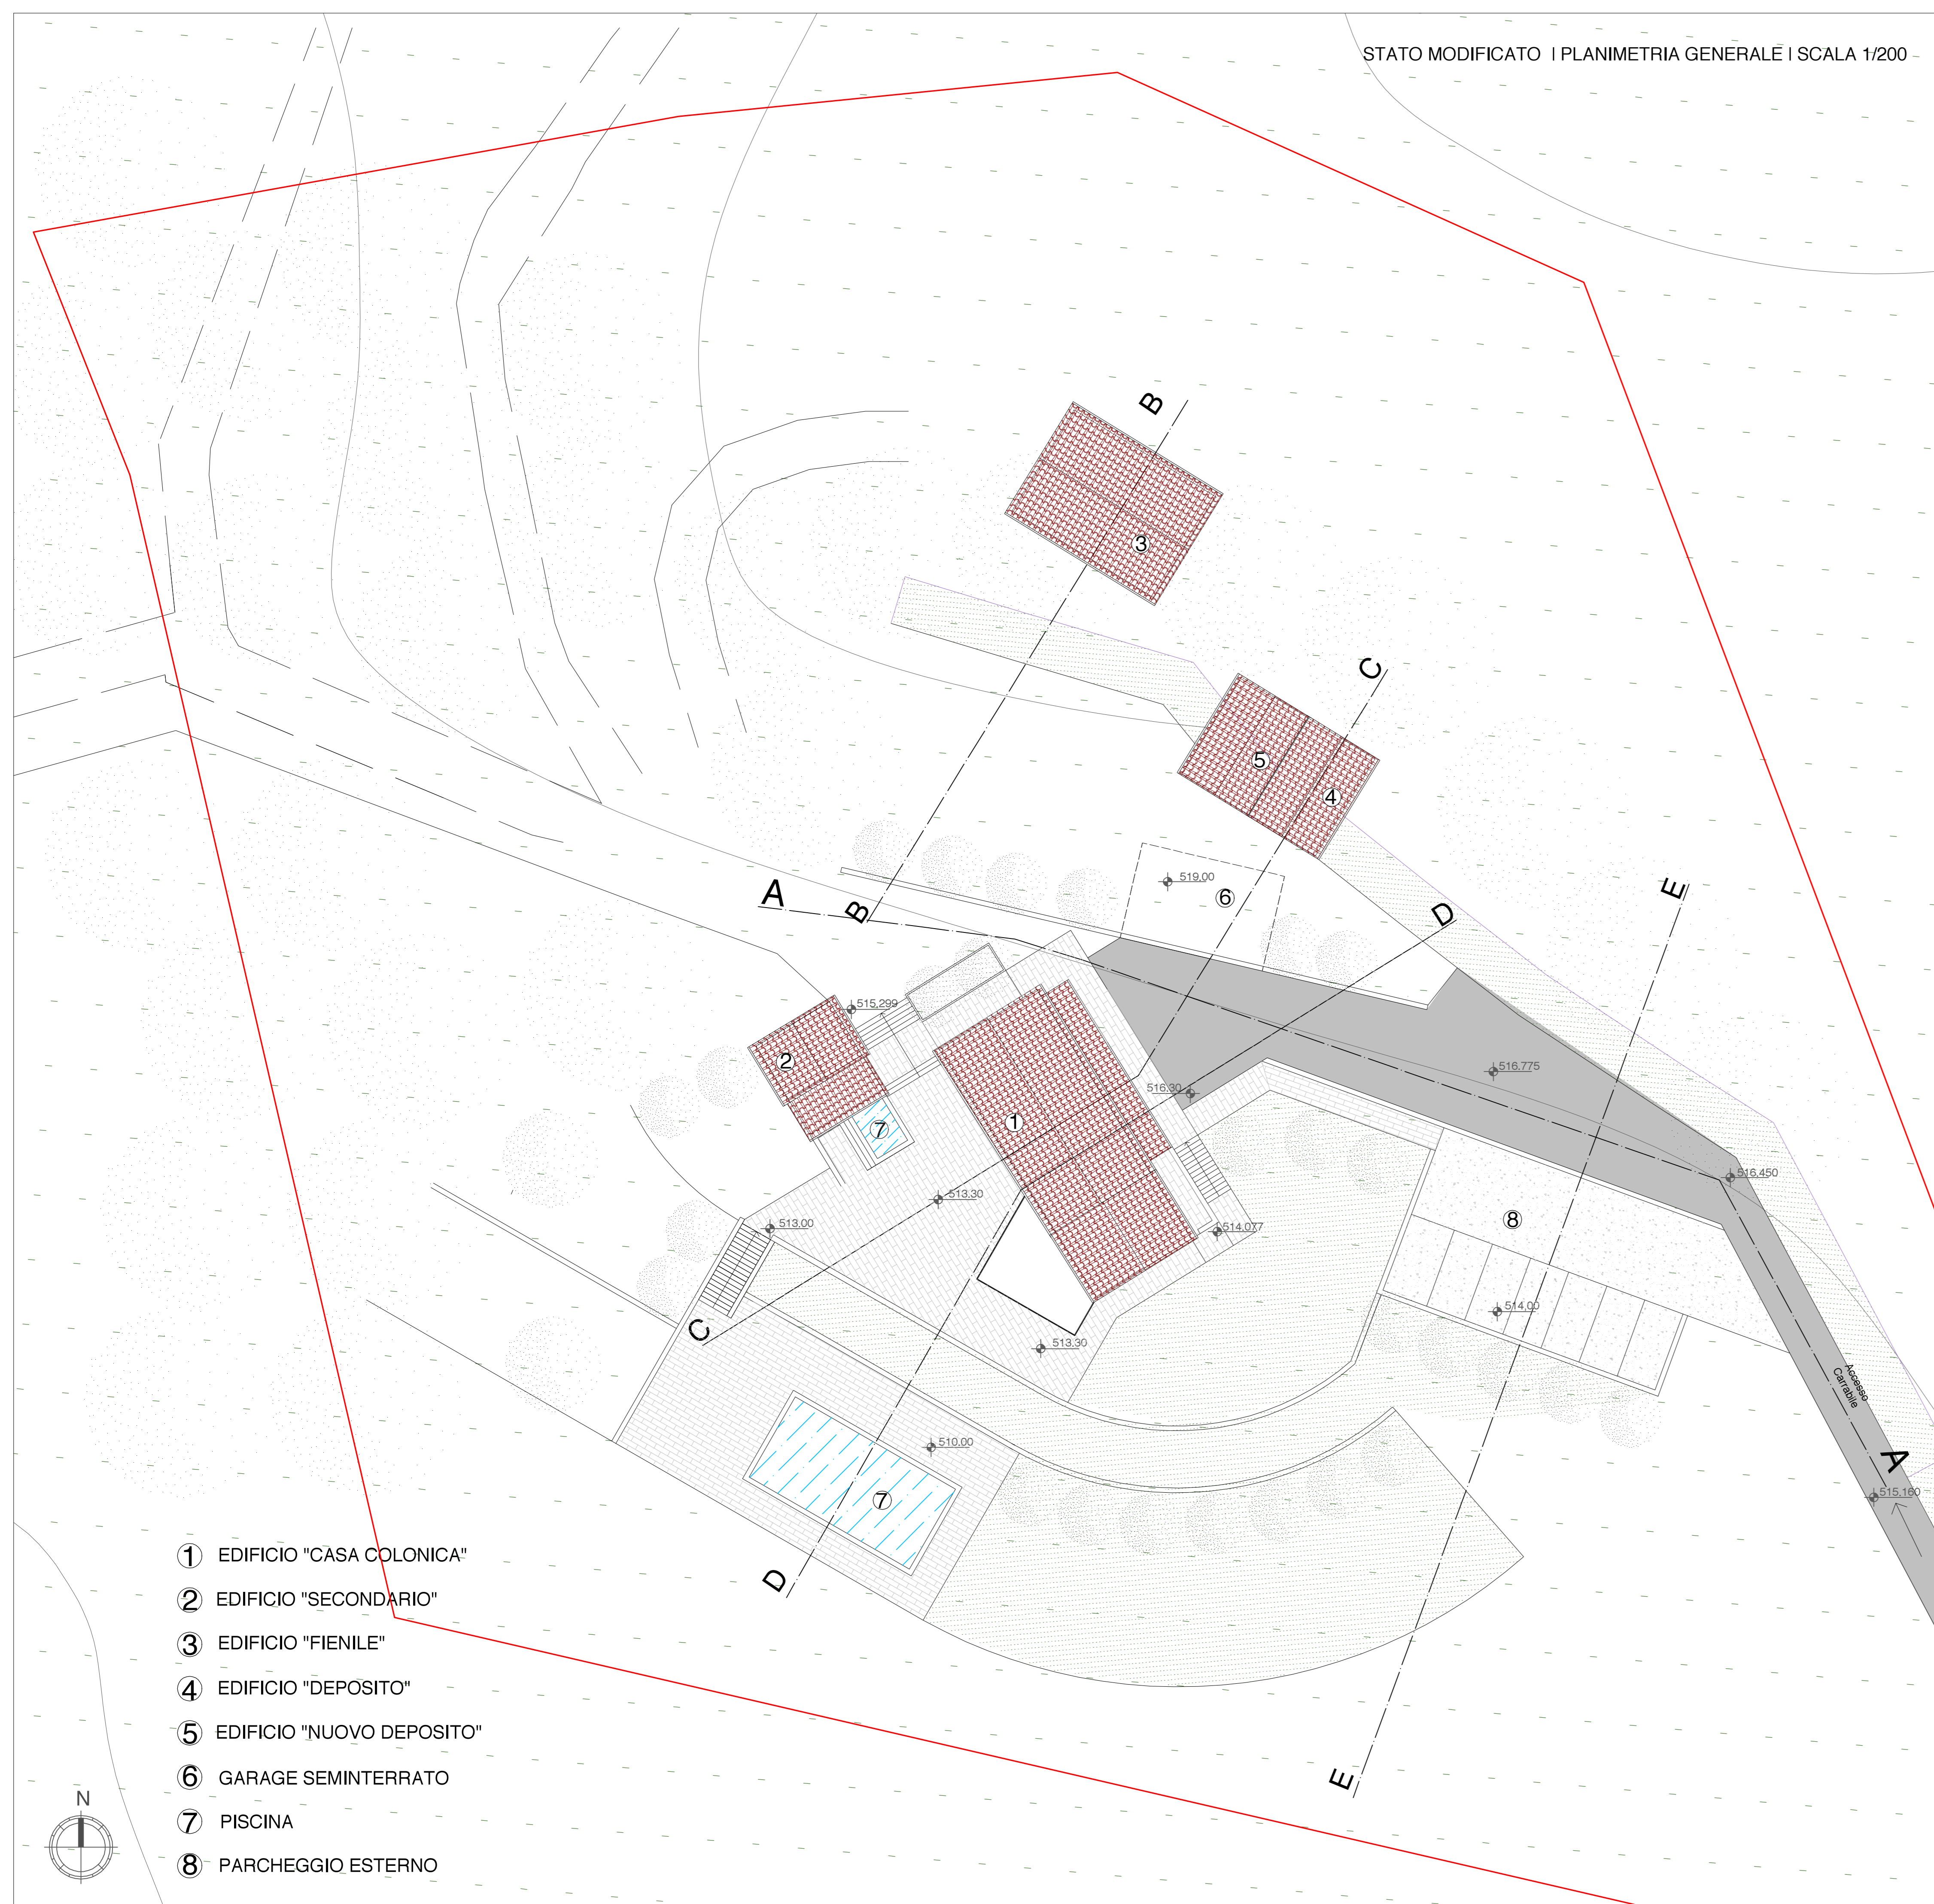 STATO MODIFICATO | PLANIMETRIA GENERALE | SCALA 1/200
B
3
C
5
4
519.00
6
E
A
B
D
515.299
2
516.775
516.30
1
7
516.450
513.30
513.00
514.077
8
514.00
C
513.30
Accesso
Carrabile
510.00
A
7
515.160
D
E
1 EDIFICIO "CASA COLONICA"
2 EDIFICIO "SECONDARIO"
3 EDIFICIO "FIENILE"
4 EDIFICIO "DEPOSITO"
5 EDIFICIO "NUOVO DEPOSITO"
6 GARAGE SEMINTERRATO
7 PISCINA
8 PARCHEGGIO ESTERNO
N